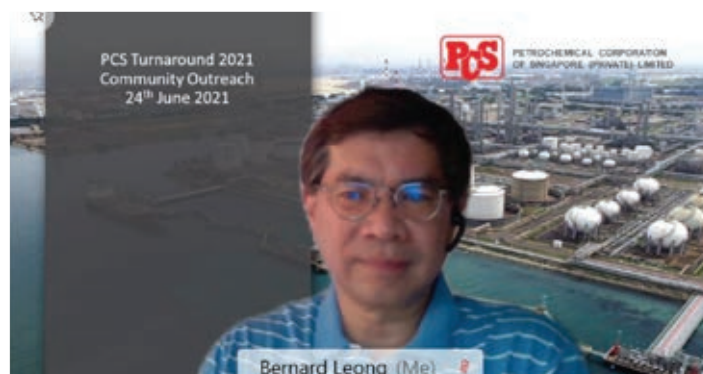 PCS Turnaround 2021
Community Outreach
24th June 2021
PCS
PETROCHEMICAL CORPORATION
OF SINGAPORE (PRIVATE) LIMITED
Bernard Leong (Me)